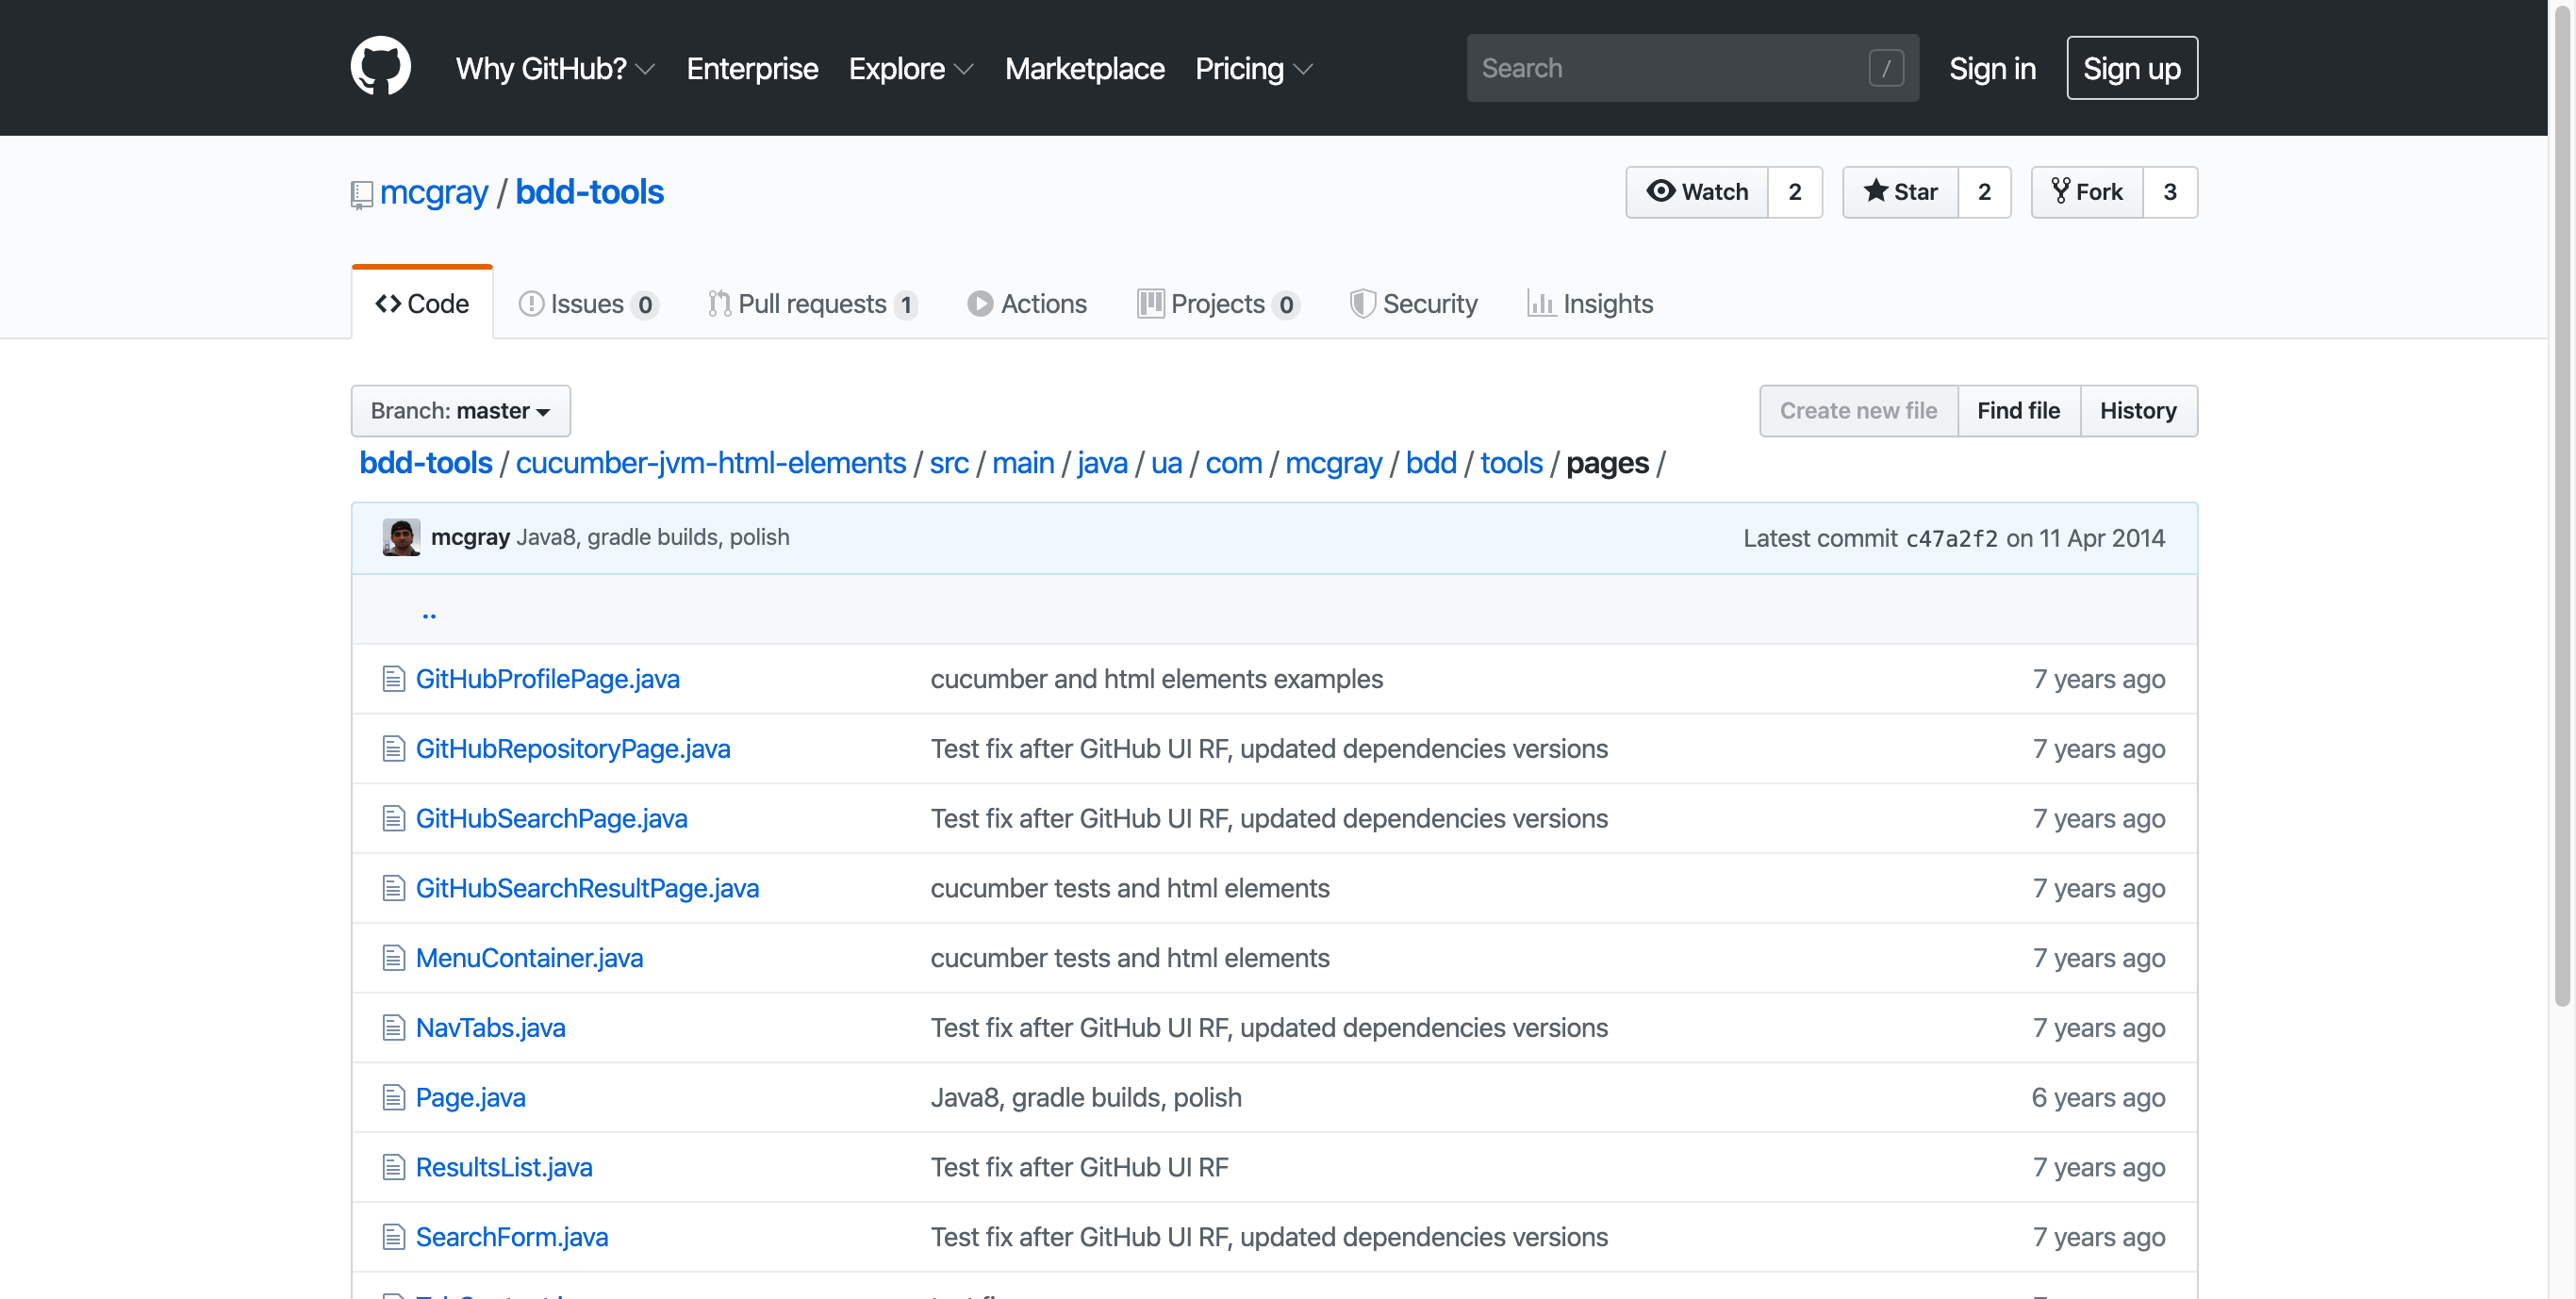 Why GitHub? Enterprise Explore Marketplace Pricing Search / Sign in Sign up
mcgray / bdd-tools Watch 2 Star 2 Fork 3
Code Issues 0 Pull requests 1 Actions Projects 0 Security Insights
Branch: master Create new file Find file History
bdd-tools / cucumber-jvm-html-elements / src / main / java / ua / com / mcgray / bdd / tools / pages /
mcgray Java8, gradle builds, polish Latest commit c47a2f2 on 11 Apr 2014
..
GitHubProfilePage.java cucumber and html elements examples 7 years ago
GitHubRepositoryPage.java Test fix after GitHub UI RF, updated dependencies versions 7 years ago
GitHubSearchPage.java Test fix after GitHub UI RF, updated dependencies versions 7 years ago
GitHubSearchResultPage.java cucumber tests and html elements 7 years ago
MenuContainer.java cucumber tests and html elements 7 years ago
NavTabs.java Test fix after GitHub UI RF, updated dependencies versions 7 years ago
Page.java Java8, gradle builds, polish 6 years ago
ResultsList.java Test fix after GitHub UI RF 7 years ago
SearchForm.java Test fix after GitHub UI RF, updated dependencies versions 7 years ago